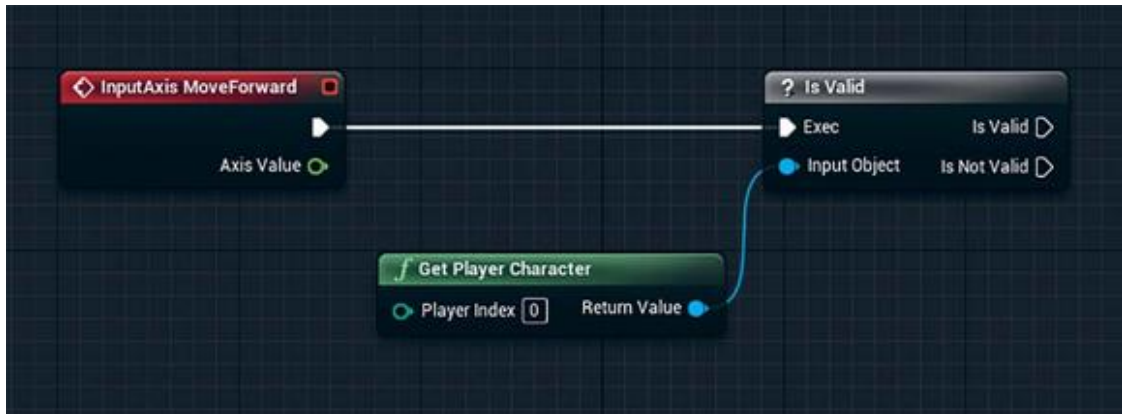 InputAxis MoveForward
Axis Value
? Is Valid
Exec
Is Valid
Input Object
Is Not Valid
f Get Player Character
Player Index 0
Return Value